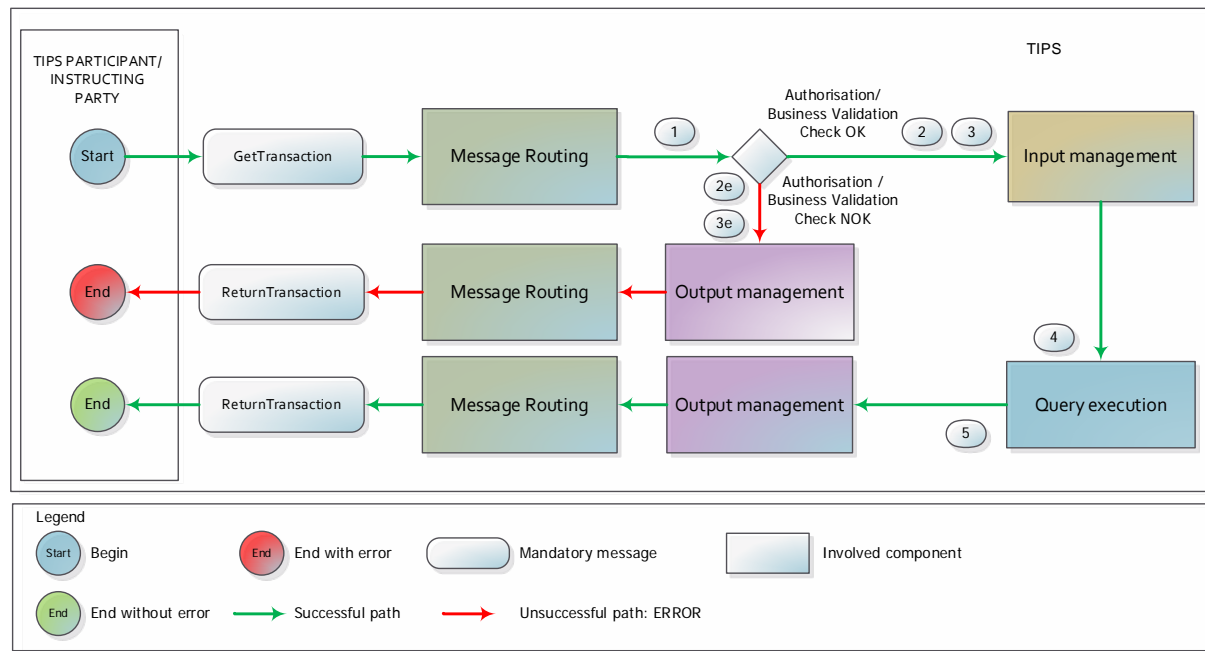 TIPS PARTICIPANT/
INSTRUCTING
PARTY
TIPS
Start
GetTransaction
Message Routing
1
Authorisation/
Business Validation
Check OK
2
3
Input management
2e
3e
Authorisation /
Business Validation
Check NOK
End
ReturnTransaction
Message Routing
Output management
4
End
ReturnTransaction
Message Routing
Output management
5
Query execution
Legend
Start
Begin
End
End with error
Mandatory message
Involved component
End
End without error
Successful path
Unsuccessful path: ERROR